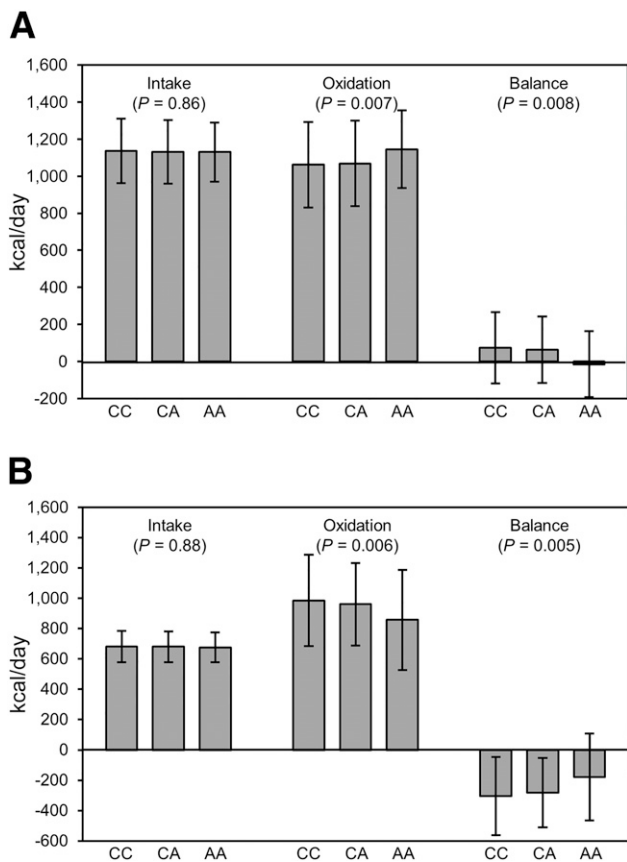 A
1,600
1,400
1,200
1,000
800
600
400
200
0
-200
kcal/day
Intake
(P = 0.86)
Oxidation
(P = 0.007)
Balance
(P = 0.008)
CC CA AA CC CA AA CC CA AA
B
1,600
1,400
1,200
1,000
800
600
400
200
0
-200
-400
-600
kcal/day
Intake
(P = 0.88)
Oxidation
(P = 0.006)
Balance
(P = 0.005)
CC CA AA CC CA AA CC CA AA